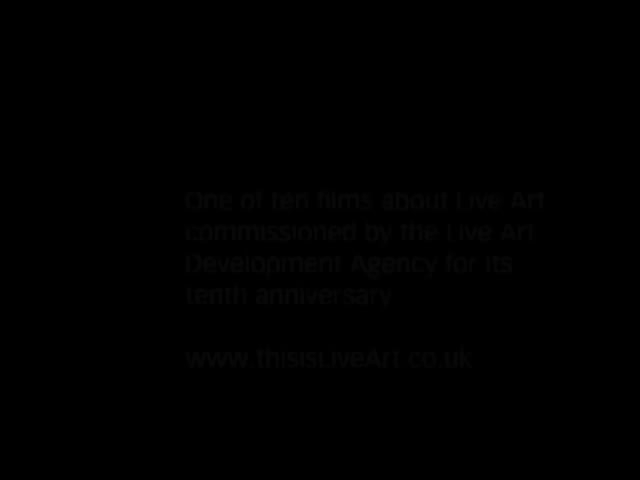 One of ten films about Live Art
commissioned by the Live Art
Development Agency for its
tenth anniversary
www.thisisLiveArt.co.uk